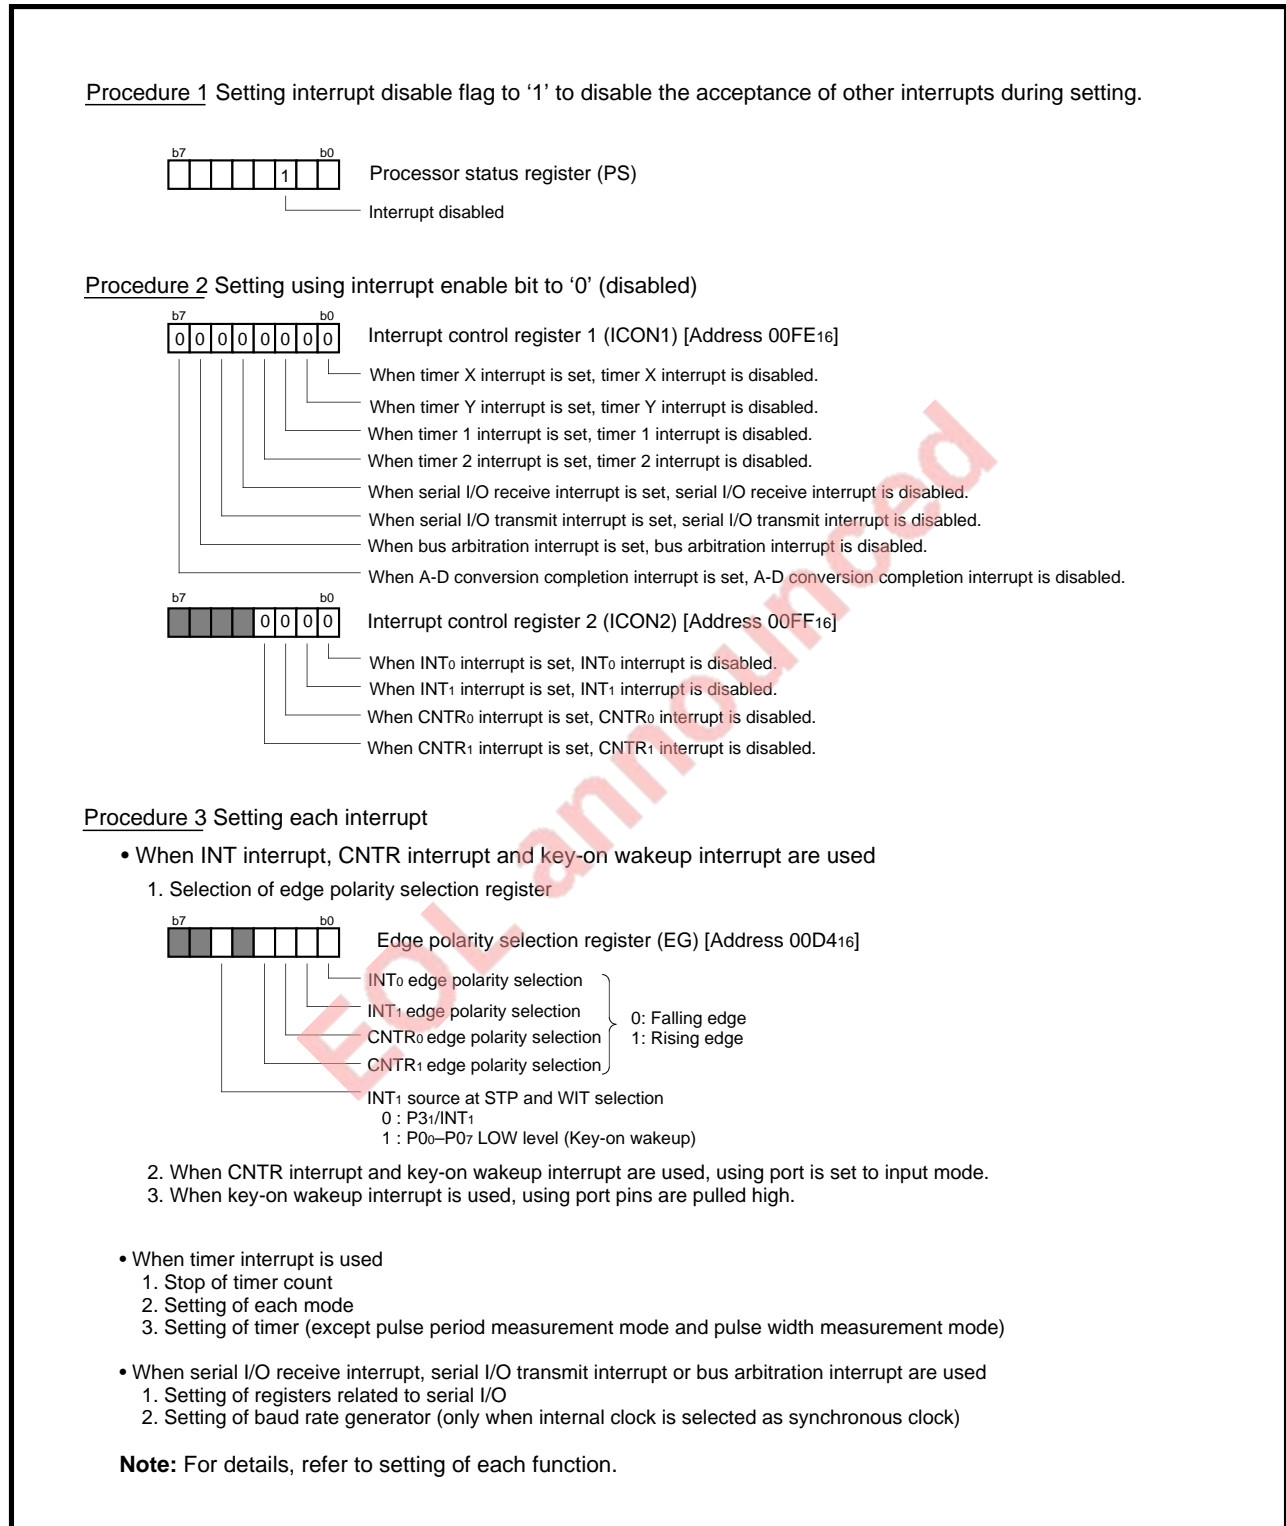 Procedure 1 Setting interrupt disable flag to ‘1’ to disable the acceptance of other interrupts during setting.
b7 b0
1 Processor status register (PS)
Interrupt disabled
Procedure 2 Setting using interrupt enable bit to ‘0’ (disabled)
b7 b0
0 0 0 0 0 0 0 0 Interrupt control register 1 (ICON1) [Address 00FE16]
When timer X interrupt is set, timer X interrupt is disabled.
When timer Y interrupt is set, timer Y interrupt is disabled.
When timer 1 interrupt is set, timer 1 interrupt is disabled.
When timer 2 interrupt is set, timer 2 interrupt is disabled.
When serial I/O receive interrupt is set, serial I/O receive interrupt is disabled.
When serial I/O transmit interrupt is set, serial I/O transmit interrupt is disabled.
When bus arbitration interrupt is set, bus arbitration interrupt is disabled.
When A-D conversion completion interrupt is set, A-D conversion completion interrupt is disabled.
b7 b0
0 0 0 0 Interrupt control register 2 (ICON2) [Address 00FF16]
When INT0 interrupt is set, INT0 interrupt is disabled.
When INT1 interrupt is set, INT1 interrupt is disabled.
When CNTR0 interrupt is set, CNTR0 interrupt is disabled.
When CNTR1 interrupt is set, CNTR1 interrupt is disabled.
Procedure 3 Setting each interrupt
• When INT interrupt, CNTR interrupt and key-on wakeup interrupt are used
1. Selection of edge polarity selection register
b7 b0
Edge polarity selection register (EG) [Address 00D416]
INT0 edge polarity selection
INT1 edge polarity selection
CNTR0 edge polarity selection
CNTR1 edge polarity selection
0: Falling edge
1: Rising edge
INT1 source at STP and WIT selection
0 : P31/INT1
1 : P00–P07 LOW level (Key-on wakeup)
2. When CNTR interrupt and key-on wakeup interrupt are used, using port is set to input mode.
3. When key-on wakeup interrupt is used, using port pins are pulled high.
• When timer interrupt is used
1. Stop of timer count
2. Setting of each mode
3. Setting of timer (except pulse period measurement mode and pulse width measurement mode)
• When serial I/O receive interrupt, serial I/O transmit interrupt or bus arbitration interrupt are used
1. Setting of registers related to serial I/O
2. Setting of baud rate generator (only when internal clock is selected as synchronous clock)
Note: For details, refer to setting of each function.
EOL announced